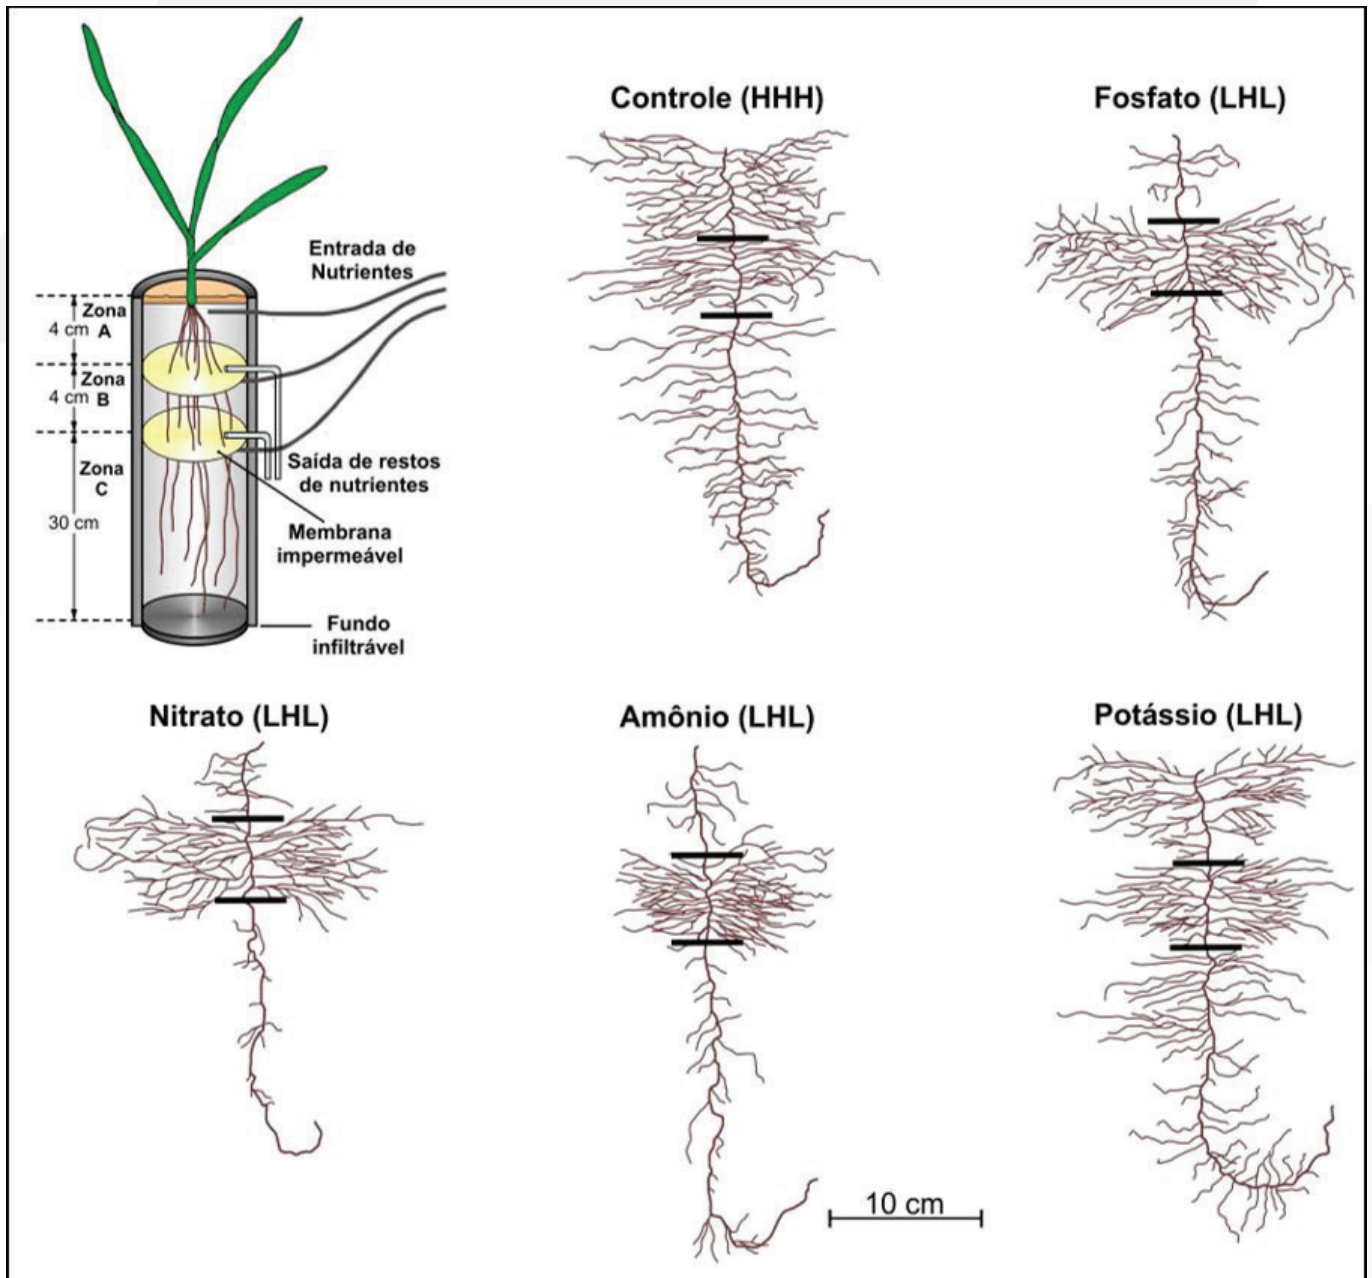 Controle (HHH)
Fosfato (LHL)
Entrada de
Nutrientes
Zona
A
4 cm
Zona
B
4 cm
Zona
C
30 cm
Saída de restos
de nutrientes
Membrana
impermeável
Fundo
infiltrável
Nitrato (LHL)
Amônio (LHL)
Potássio (LHL)
10 cm